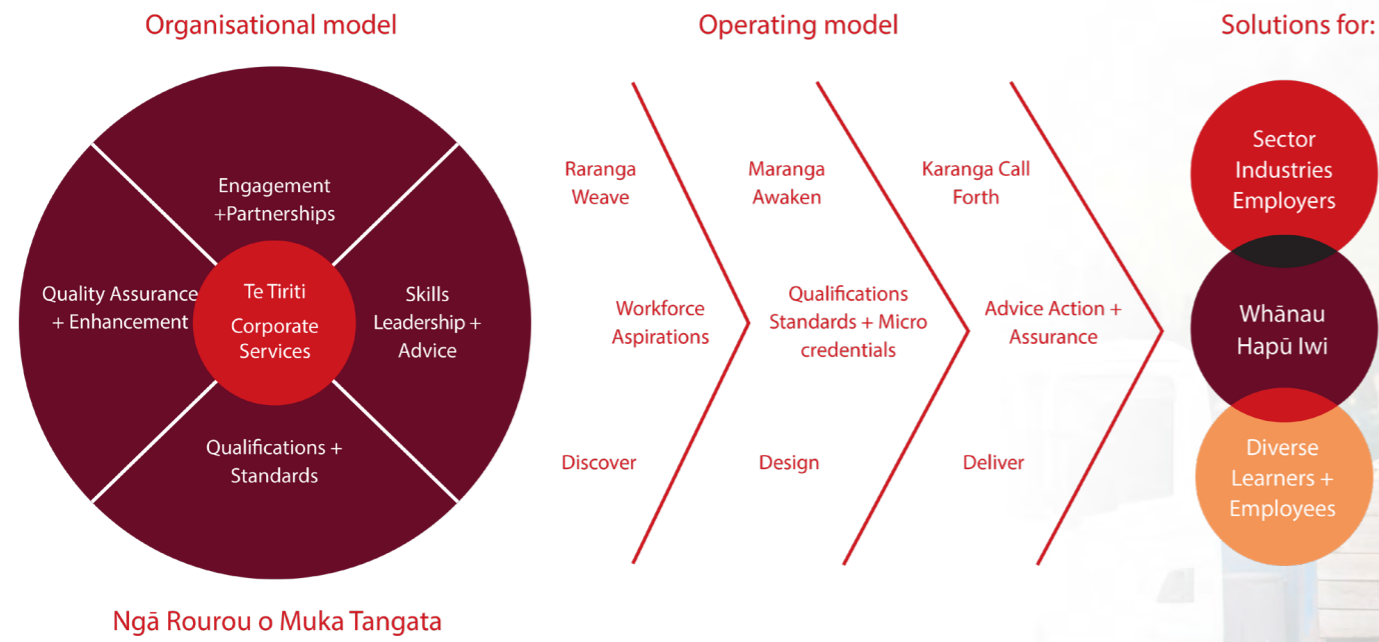 Organisational model
Engagement
+Partnerships
Quality Assurance
+ Enhancement
Te Tiriti
Corporate
Services
Skills
Leadership +
Advice
Qualifications +
Standards
Ngā Rourou o Muka Tangata
Operating model
Raranga
Weave
Workforce
Aspirations
Discover
Maranga
Awaken
Qualifications
Standards + Micro
credentials
Design
Karanga Call
Forth
Advice Action +
Assurance
Deliver
Solutions for:
Sector
Industries
Employers
Whānau
Hapū Iwi
Diverse
Learners +
Employees